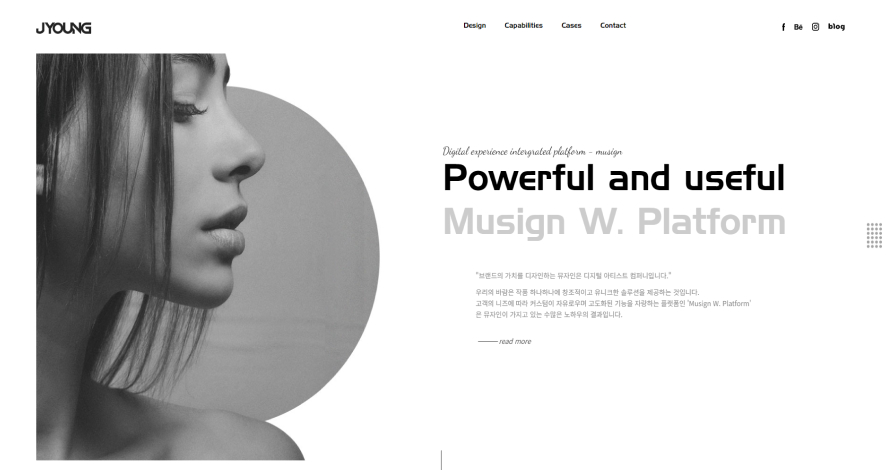 JYOUNG
Design Capabilities Cases Contact
f Bē blog
Digital experience intergrated platform - musign
Powerful and useful
Musign W. Platform
"브랜드의 가치를 디자인하는 뮤자인은 디지털 아티스트 컴퍼니입니다."
우리의 바람은 작품 하나하나에 창조적이고 유니크한 솔루션을 제공하는 것입니다.
고객의 니즈에 따라 커스텀이 자유로우며 고도화된 기능을 자랑하는 플랫폼인 'Musign W. Platform'
은 뮤자인이 가지고 있는 수많은 노하우의 결과입니다.
read more